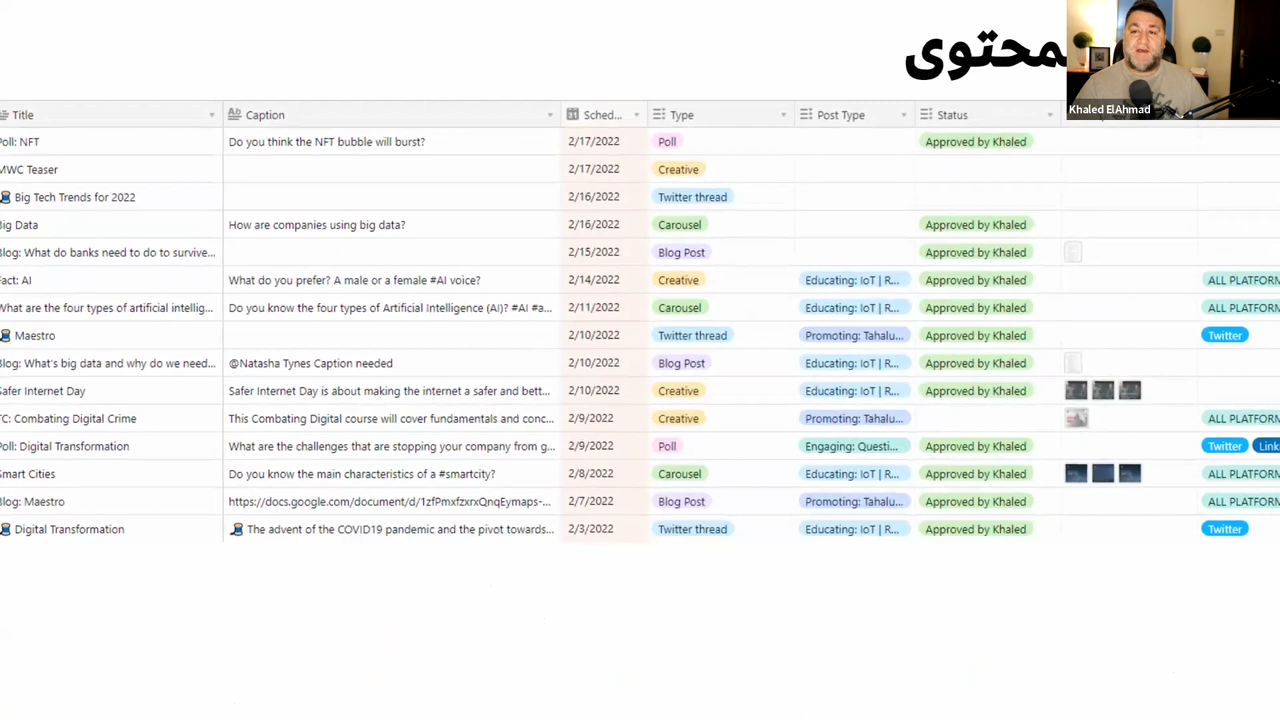 لمحتوى
Khaled ElAhmad
Title Caption Sched... Type Post Type Status
Poll: NFT Do you think the NFT bubble will burst? 2/17/2022 Poll Approved by Khaled
MWC Teaser 2/17/2022 Creative
🧵 Big Tech Trends for 2022 2/16/2022 Twitter thread
Big Data How are companies using big data? 2/16/2022 Carousel Approved by Khaled
Blog: What do banks need to do to survive... 2/15/2022 Blog Post Approved by Khaled
Fact: AI What do you prefer? A male or a female #AI voice? 2/14/2022 Creative Educating: IoT | R... Approved by Khaled ALL PLATFORM
What are the four types of artificial intellig... Do you know the four types of Artificial Intelligence (AI)? #AI #a... 2/11/2022 Carousel Educating: IoT | R... Approved by Khaled ALL PLATFORM
🧵 Maestro 2/10/2022 Twitter thread Promoting: Tahalu... Approved by Khaled Twitter
Blog: What's big data and why do we need... @Natasha Tynes Caption needed 2/10/2022 Blog Post Educating: IoT | R... Approved by Khaled
Safer Internet Day Safer Internet Day is about making the internet a safer and bett... 2/10/2022 Creative Educating: IoT | R... Approved by Khaled
TC: Combating Digital Crime This Combating Digital course will cover fundamentals and conc... 2/9/2022 Creative Promoting: Tahalu... ALL PLATFORM
Poll: Digital Transformation What are the challenges that are stopping your company from g... 2/9/2022 Poll Engaging: Questi... Approved by Khaled Twitter Link
Smart Cities Do you know the main characteristics of a #smartcity? 2/8/2022 Carousel Educating: IoT | R... Approved by Khaled ALL PLATFORM
Blog: Maestro https://docs.google.com/document/d/1zfPmxfzxrxQnqEymaps-... 2/7/2022 Blog Post Promoting: Tahalu... Approved by Khaled ALL PLATFORM
🧵 Digital Transformation 🧵 The advent of the COVID19 pandemic and the pivot towards... 2/3/2022 Twitter thread Educating: IoT | R... Approved by Khaled Twitter